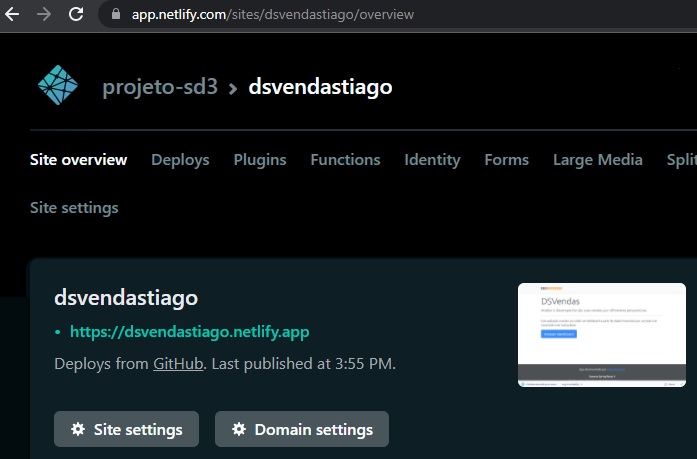 app.netlify.com/sites/dsvendastiago/overview
projeto-sd3 > dsvendastiago
Site overview Deploys Plugins Functions Identity Forms Large Media Split
Site settings
dsvendastiago
• https://dsvendastiago.netlify.app
DSVendas
Deploys from GitHub. Last published at 3:55 PM.
Site settings Domain settings